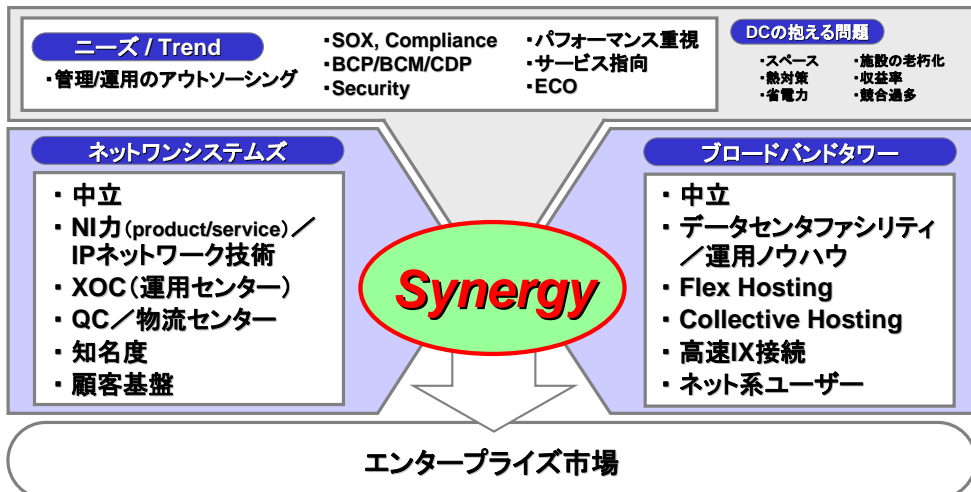 ニーズ / Trend
・管理/運用のアウトソーシング
・SOX, Compliance
・BCP/BCM/CDP
・Security
・パフォーマンス重視
・サービス指向
・ECO
DCの抱える問題
・スペース
・熱対策
・省電力
・施設の老朽化
・収益率
・競合過多
ネットワンシステムズ
・中立
・NI力(product/service)／
IPネットワーク技術
・XOC(運用センター)
・QC／物流センター
・知名度
・顧客基盤
Synergy
ブロードバンドタワー
・中立
・データセンタファシリティ
／運用ノウハウ
・Flex Hosting
・Collective Hosting
・高速IX接続
・ネット系ユーザー
エンタープライズ市場